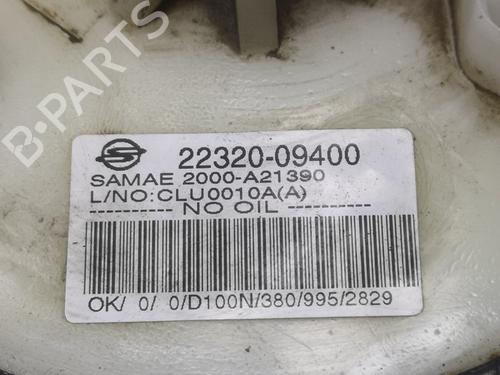 B-PARTS
22320-09400
SAMAE 2000-A21390
L/NO:CLU0010A(A)
---------- NO OIL ----------
OK/ 0/ 0/D100N/380/995/2829